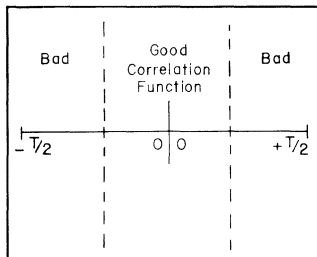 Bad
Good
Correlation
Function
Bad
- T/2
0 0
+ T/2